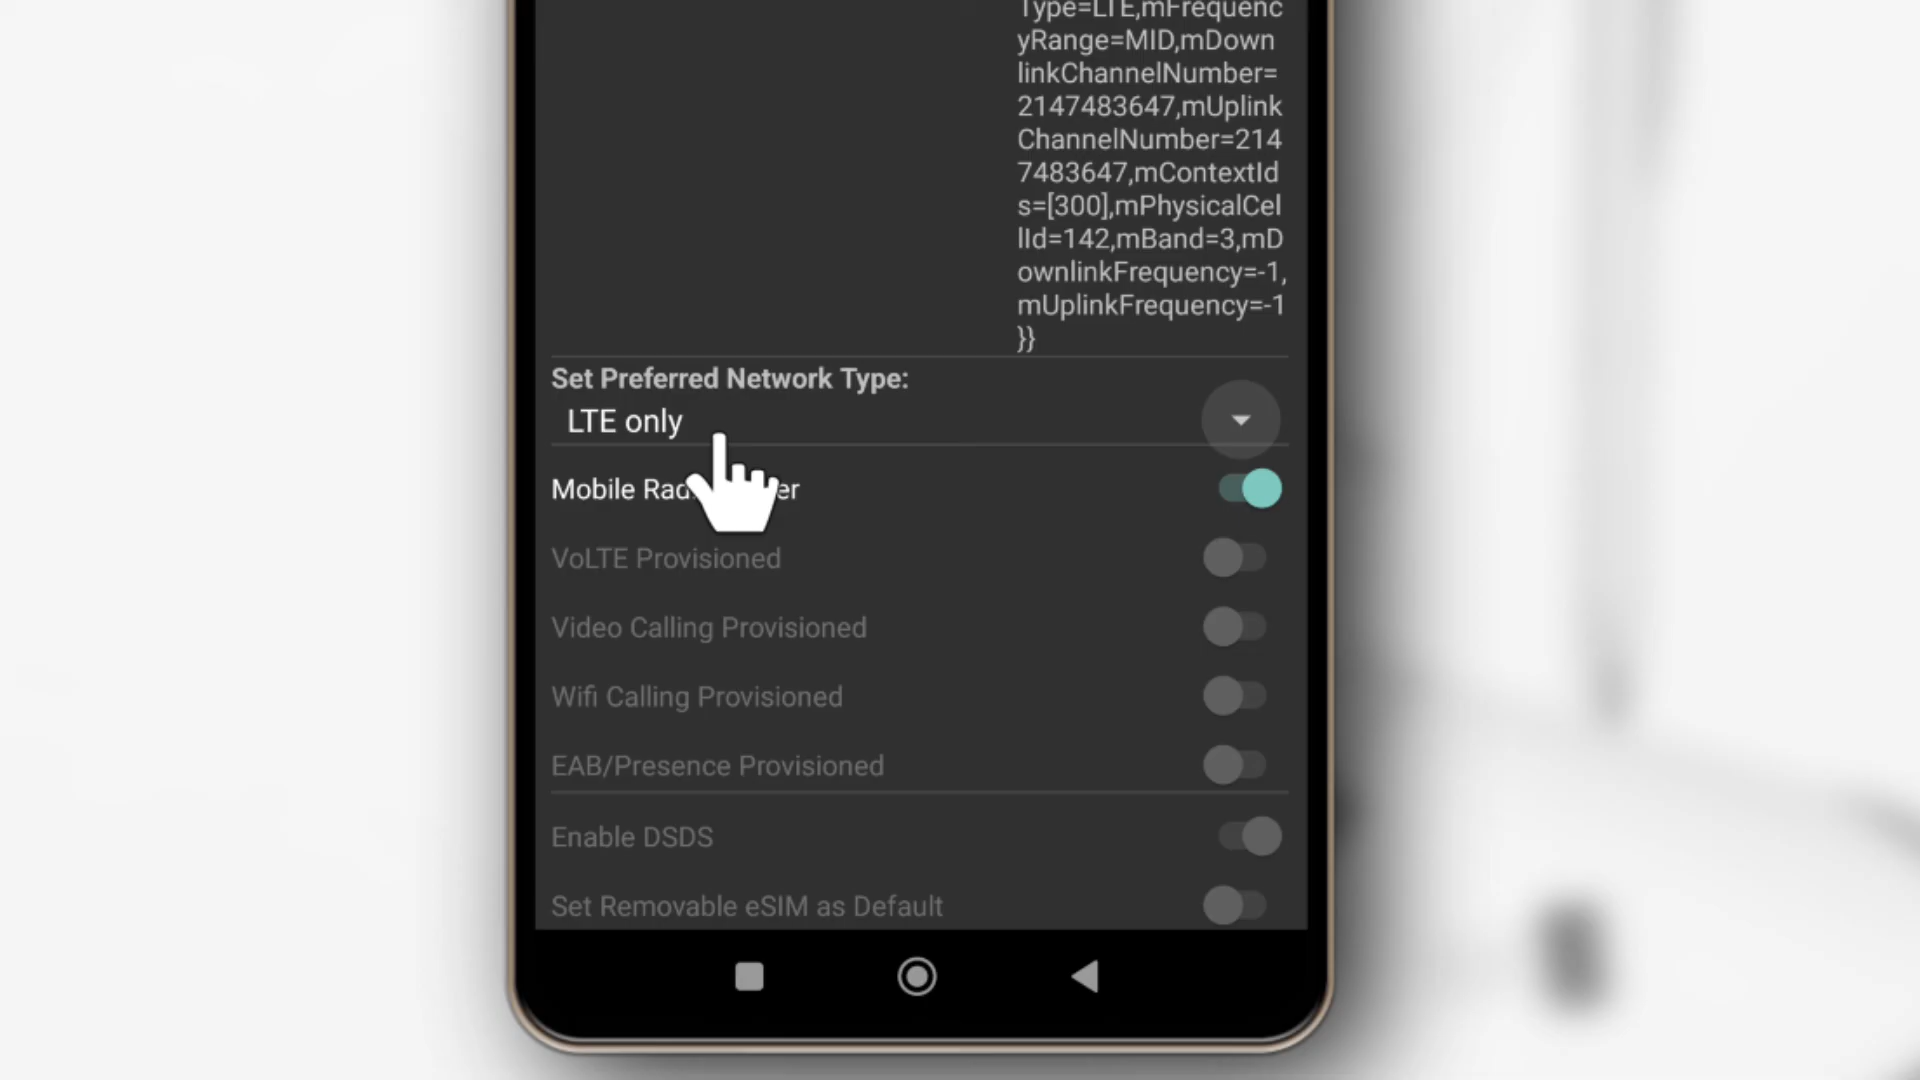 Type=LTE,mFrequenc
yRange=MID,mDown
linkChannelNumber=
2147483647,mUplink
ChannelNumber=214
7483647,mContextId
s=[300],mPhysicalCel
lId=142,mBand=3,mD
ownlinkFrequency=-1,
mUplinkFrequency=-1
}}
Set Preferred Network Type:
LTE only
Mobile
VoLTE Provisioned
Video Calling Provisioned
Wifi Calling Provisioned
EAB/Presence Provisioned
Enable DSDS
Set Removable eSIM as Default